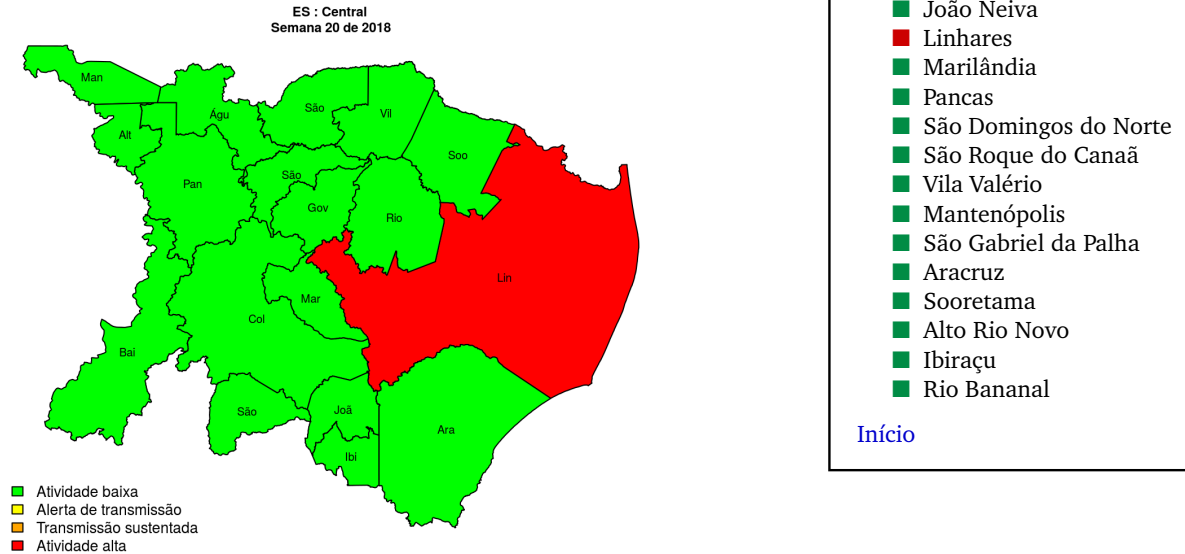 ES : Central
Semana 20 de 2018
Man
Águ
São
Vil
Alt
Soo
Pan
São
Gov
Rio
Lin
Mar
Col
Bai
São
Joã
Ara
Ibi
Atividade baixa
Alerta de transmissão
Transmissão sustentada
Atividade alta
João Neiva
Linhares
Marilândia
Pancas
São Domingos do Norte
São Roque do Canaã
Vila Valério
Mantenópolis
São Gabriel da Palha
Aracruz
Sooretama
Alto Rio Novo
Ibiraçu
Rio Bananal
Início